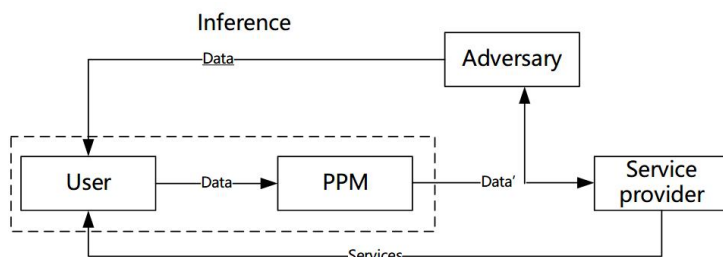 Inference
Data
Adversary
User
Data
PPM
Data'
Service
provider
Services